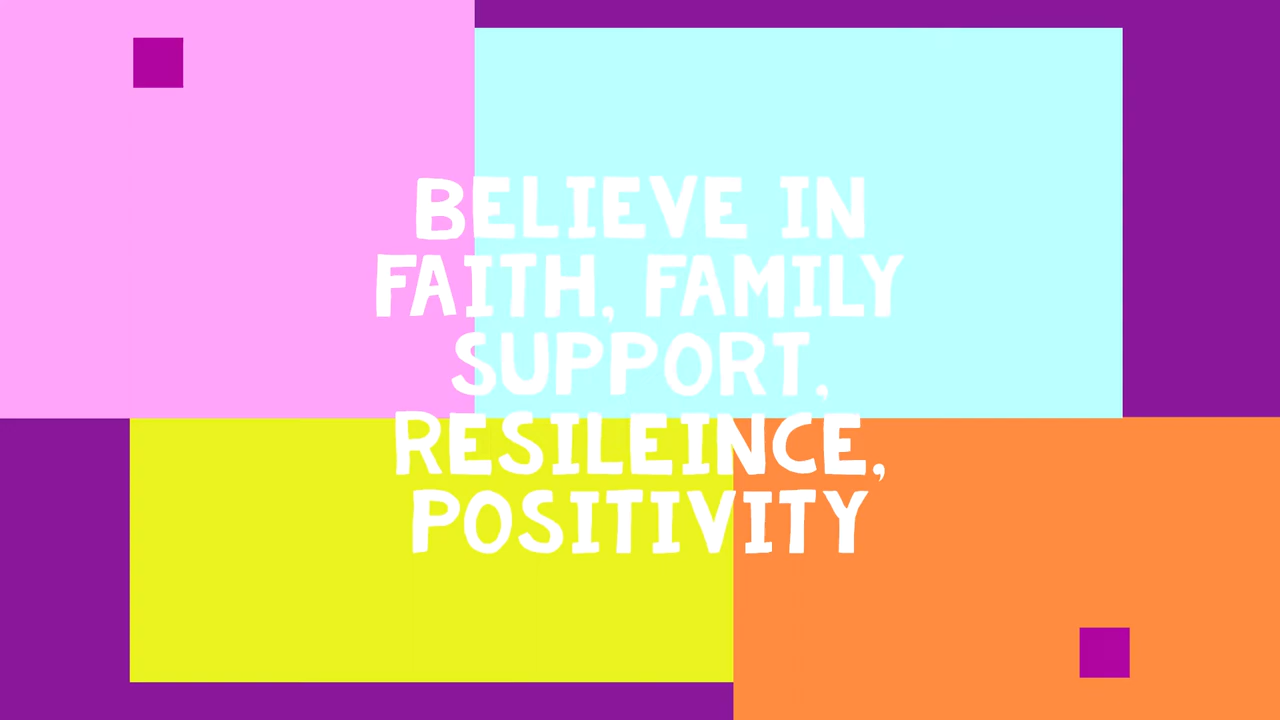 BELIEVE IN
FAITH, FAMILY
SUPPORT,
RESILEINCE,
POSITIVITY